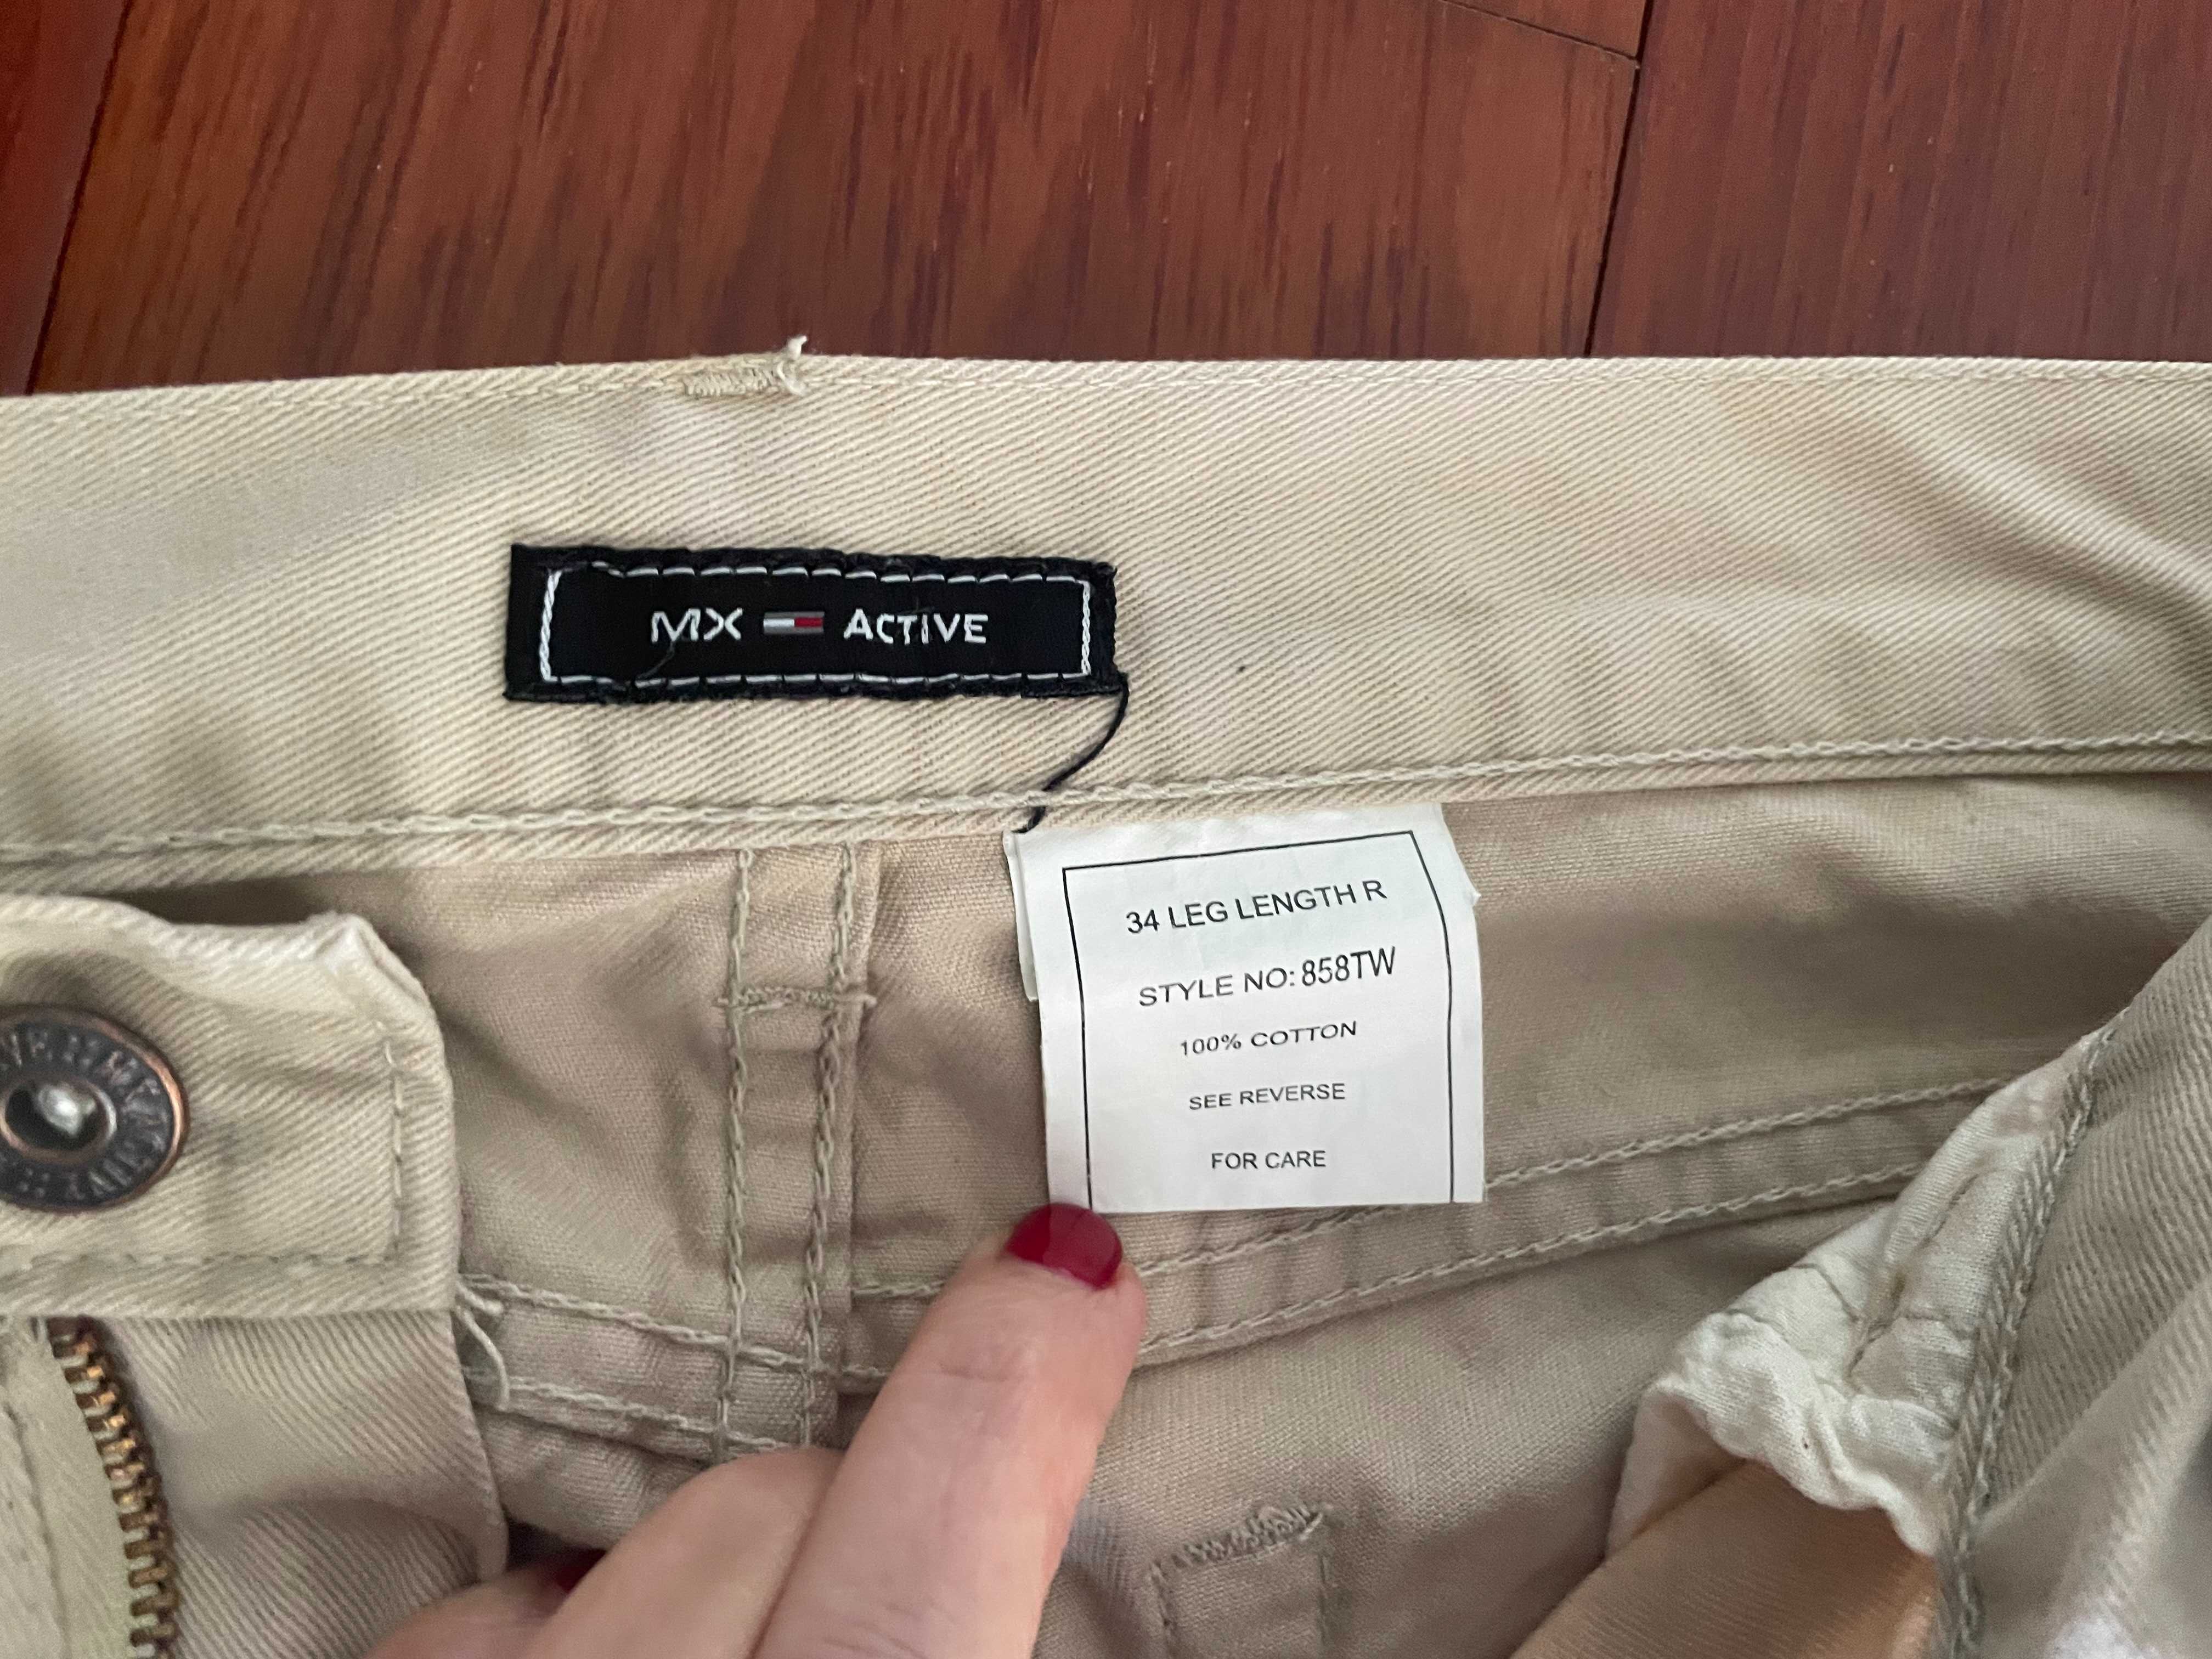 MX ACTIVE
34 LEG LENGTH R
STYLE NO: 858TW
100% COTTON
SEE REVERSE
FOR CARE